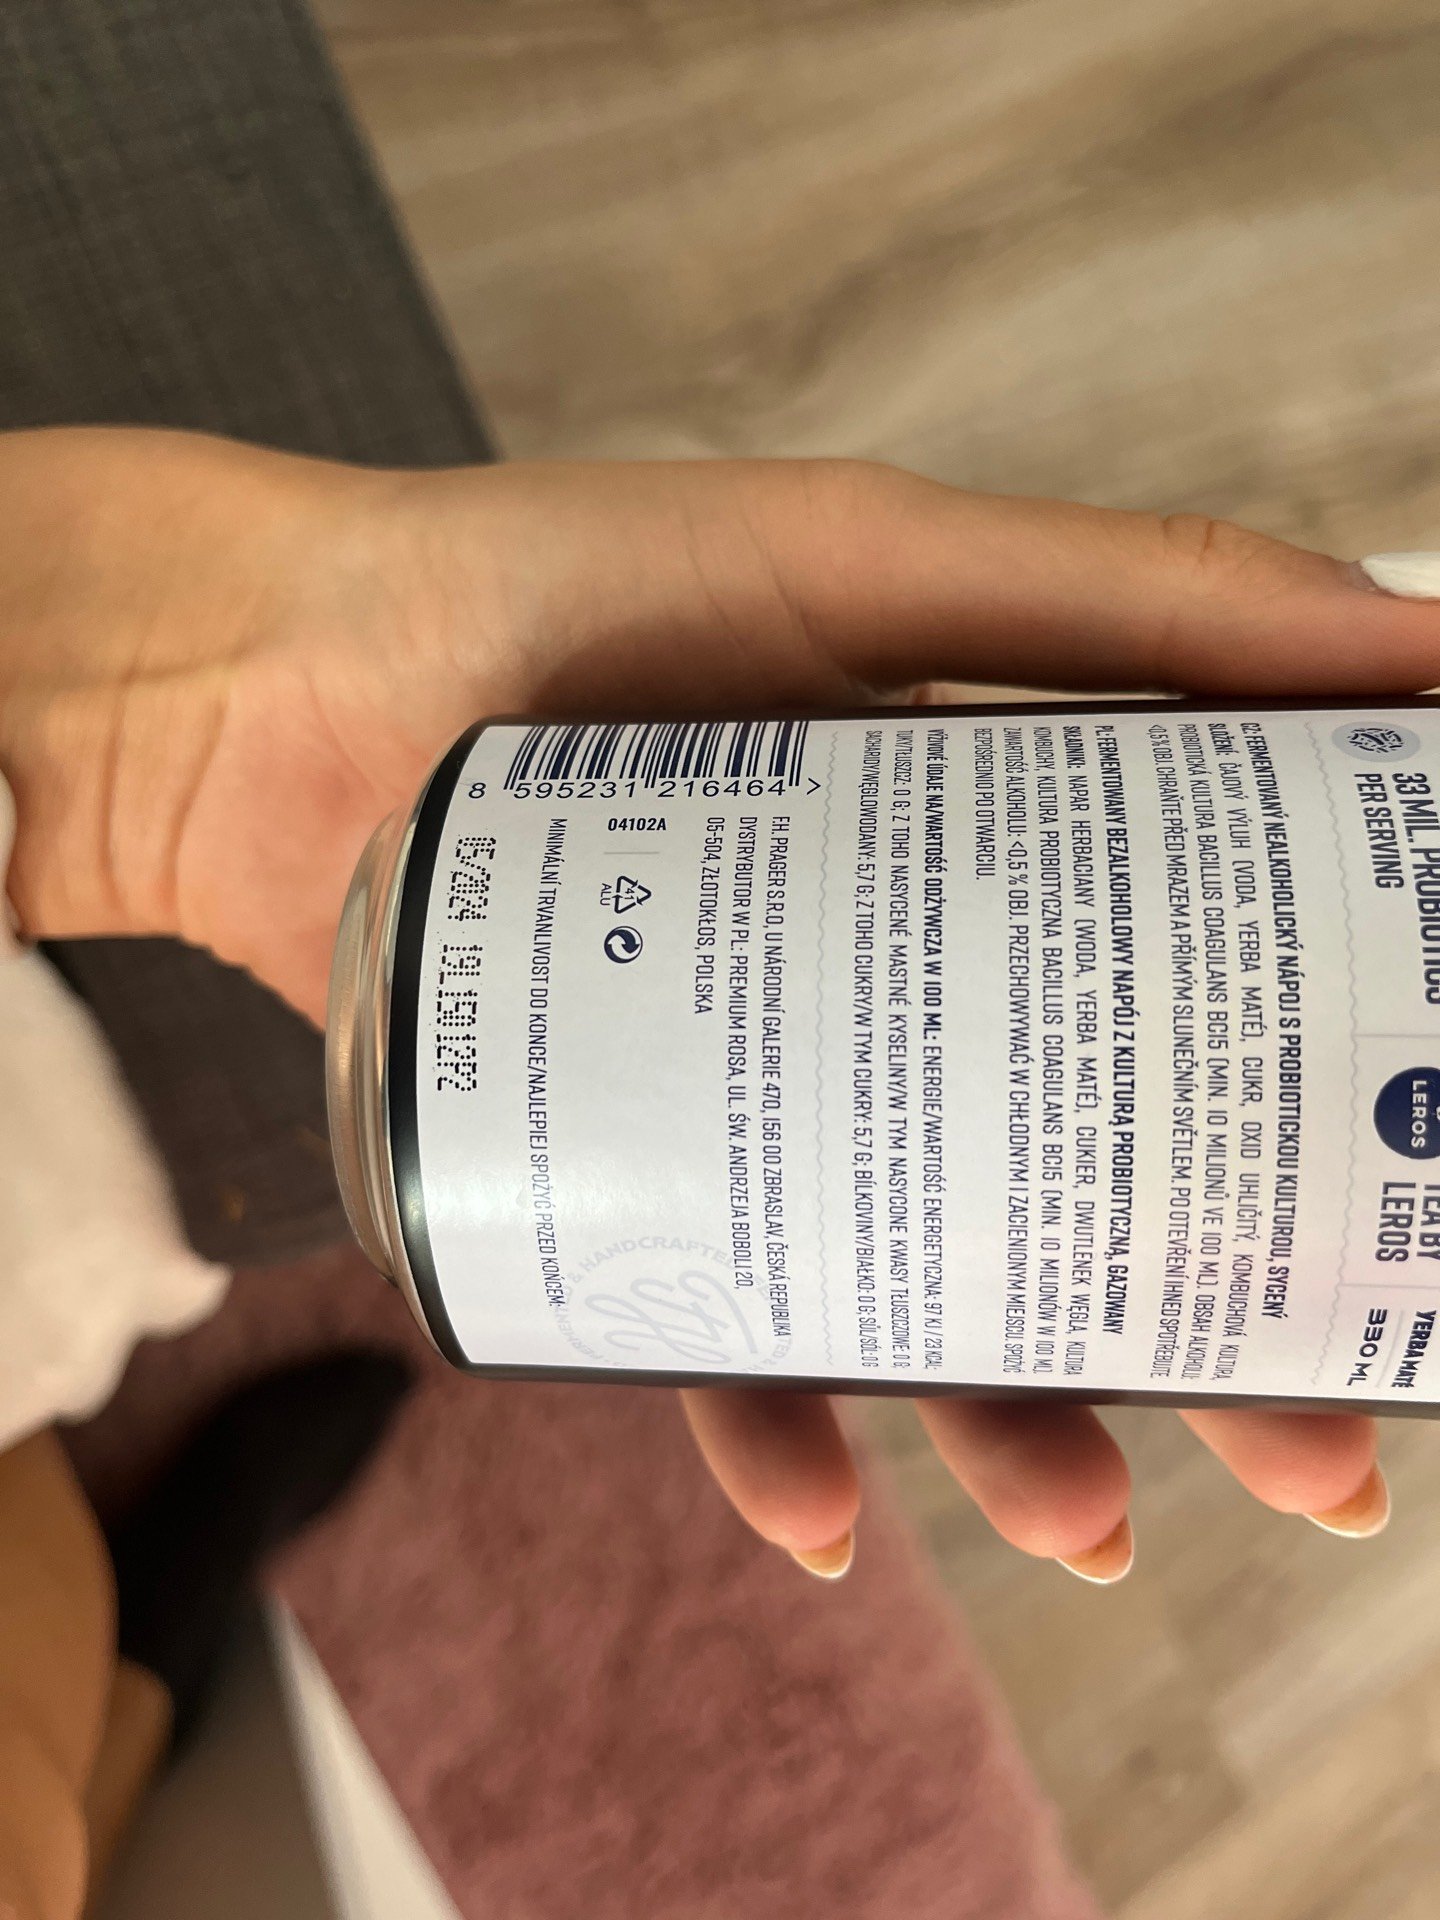 33 MIL. PROBIOTICS
PER SERVING
LEROS
TEA BY
LEROS
YERBA MATÉ
330 ML
CZ: FERMENTOVANÝ NEALKOHOLICKÝ NÁPOJ S PROBIOTICKOU KULTUROU, SYCENÝ
SLOŽENÍ: ČAJOVÝ VÝLUH (VODA, YERBA MATÉ), CUKR, OXID UHLIČITÝ, KOMBUCHOVÁ KULTURA,
PROBIOTICKÁ KULTURA BACILLUS COAGULANS BC15 (MIN. 10 MILIONŮ VE 100 ML). OBSAH ALKOHOLU:
<0,5 % OBJ. CHRAŇTE PŘED MRAZEM A PŘÍMÝM SLUNEČNÍM SVĚTLEM. PO OTEVŘENÍ IHNED SPOTŘEBUJTE.
PL: FERMENTOWANY BEZALKOHOLOWY NAPÓJ Z KULTURĄ PROBIOTYCZNĄ, GAZOWANY
SKŁADNIKI: NAPAR HERBACIANY (WODA, YERBA MATÉ), CUKIER, DWUTLENEK WĘGLA, KULTURA
KOMBUCHY, KULTURA PROBIOTYCZNA BACILLUS COAGULANS BC15 (MIN. 10 MILIONÓW W 100 ML).
ZAWARTOŚĆ ALKOHOLU: <0,5 % OBJ. PRZECHOWYWAĆ W CHŁODNYM I ZACIENIONYM MIEJSCU. SPOŻYĆ
BEZPOŚREDNIO PO OTWARCIU.
VÝŽIVOVÉ ÚDAJE NA/WARTOŚĆ ODŻYWCZA W 100 ML: ENERGIE/WARTOŚĆ ENERGETYCZNA: 97 KJ / 23 KCAL;
TUKY/TŁUSZCZ: 0 G; Z TOHO NASYCENÉ MASTNÉ KYSELINY/W TYM NASYCONE KWASY TŁUSZCZOWE: 0 G;
SACHARIDY/WĘGLOWODANY: 5,7 G; Z TOHO CUKRY/W TYM CUKRY: 5,7 G; BÍLKOVINY/BIAŁKO: 0 G; SŮL/SÓL: 0 G
F.H. PRAGER S.R.O, U NÁRODNÍ GALERIE 470, 156 00 ZBRASLAV, ČESKÁ REPUBLIKA
DYSTRYBUTOR W PL: PREMIUM ROSA, UL. ŚW. ANDRZEJA BOBOLI 20,
05-504, ZŁOTOKŁOS, POLSKA
8 595231 216464 >
04102A
41
ALU
HANDCRAFTED
MINIMÁLNÍ TRVANLIVOST DO KONCE/NAJLEPIEJ SPOŻYĆ PRZED KOŃCEM:
05/2024 L9L15012P2